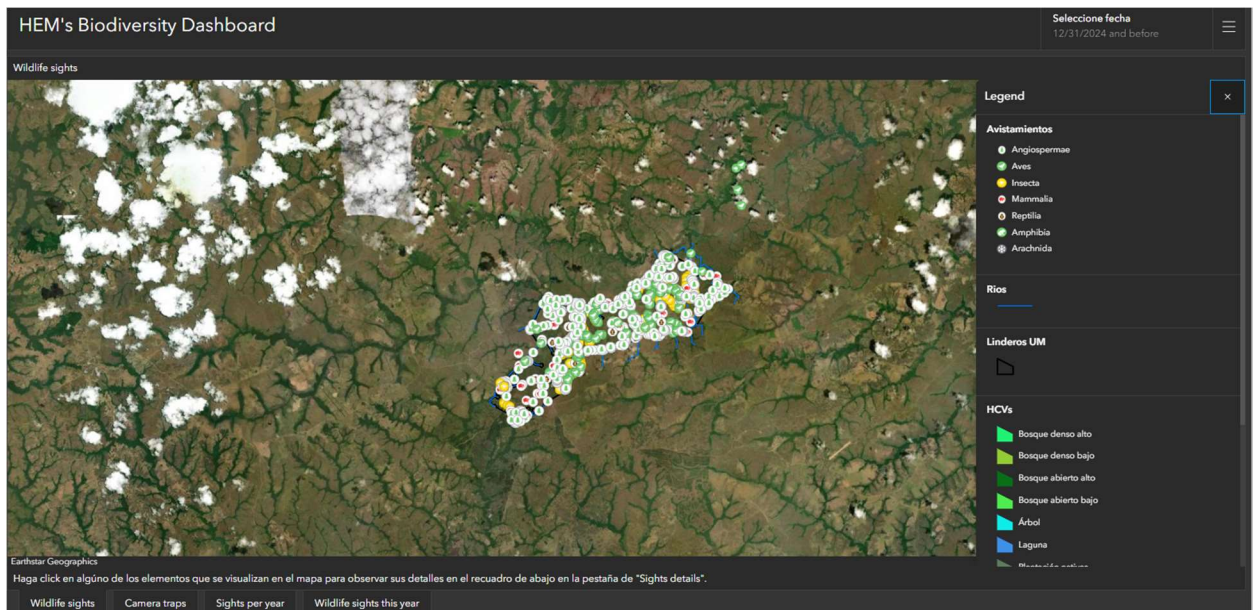 HEM's Biodiversity Dashboard
Seleccione fecha
12/31/2024 and before
Wildlife sights
Legend
Avistamientos
Angiospermae
Aves
Insecta
Mammalia
Reptilia
Amphibia
Arachnida
Rios
Linderos UM
HCVs
Bosque denso alto
Bosque denso bajo
Bosque abierto alto
Bosque abierto bajo
Árbol
Laguna
Plantación nativas
Earthstar Geographics
Haga click en algúno de los elementos que se visualizan en el mapa para observar sus detalles en el recuadro de abajo en la pestaña de "Sights details".
Wildlife sights
Camera traps
Sights per year
Wildlife sights this year